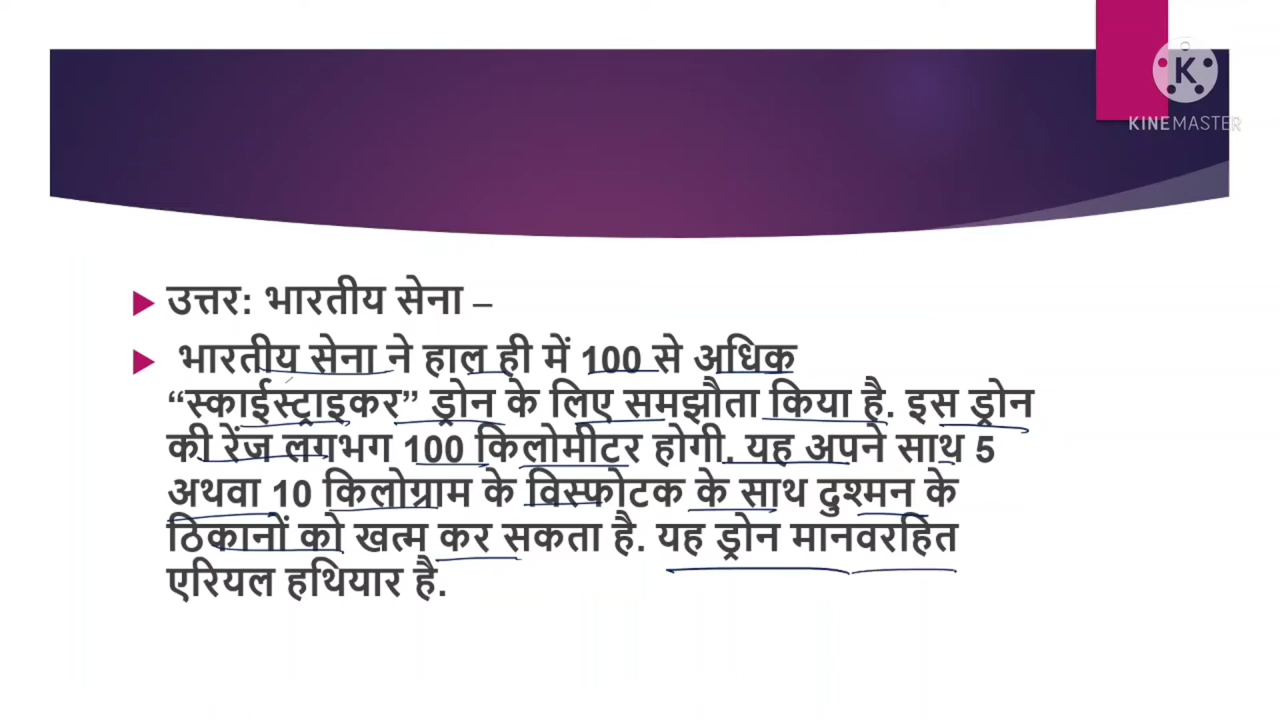 K
KINEMASTER
उत्तर: भारतीय सेना –
भारतीय सेना ने हाल ही में 100 से अधिक
“स्काईस्ट्राइकर” ड्रोन के लिए समझौता किया है. इस ड्रोन
की रेंज लगभग 100 किलोमीटर होगी. यह अपने साथ 5
अथवा 10 किलोग्राम के विस्फोटक के साथ दुश्मन के
ठिकानों को खत्म कर सकता है. यह ड्रोन मानवरहित
एरियल हथियार है.